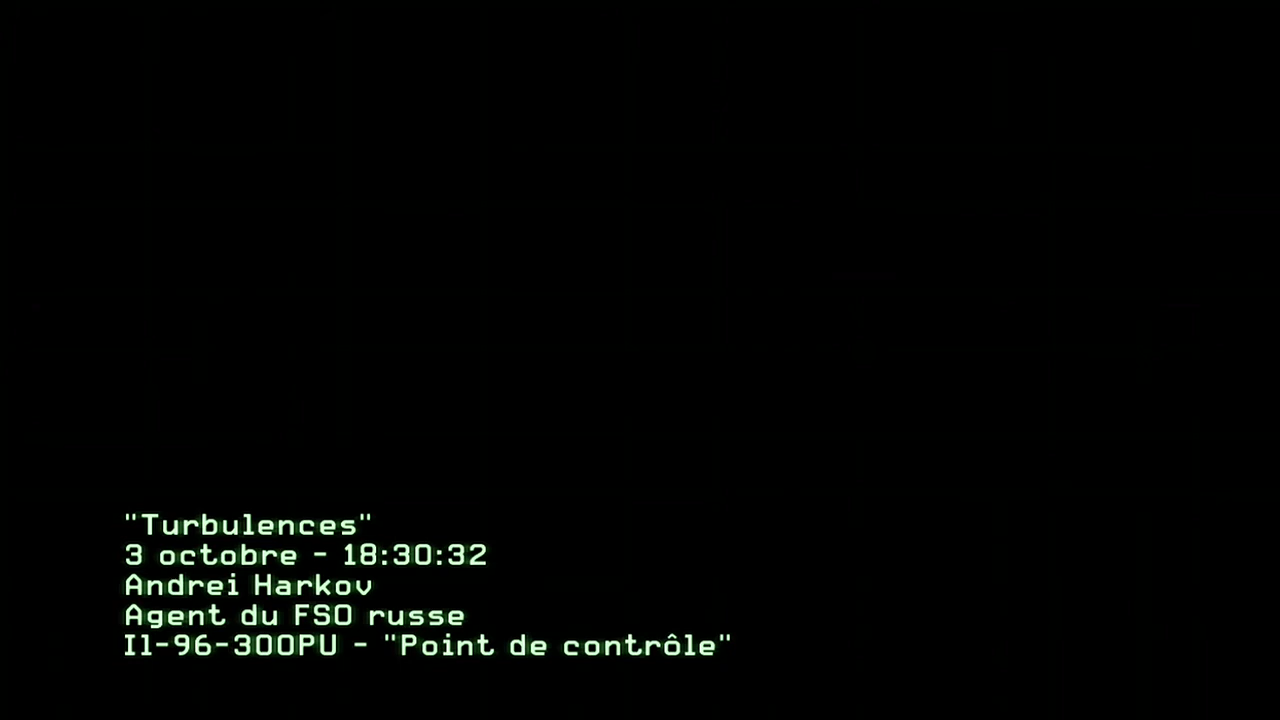 "Turbulences"
3 octobre - 18:30:32
Andrei Harkov
Agent du FSO russe
Il-96-300PU - "Point de contrôle"